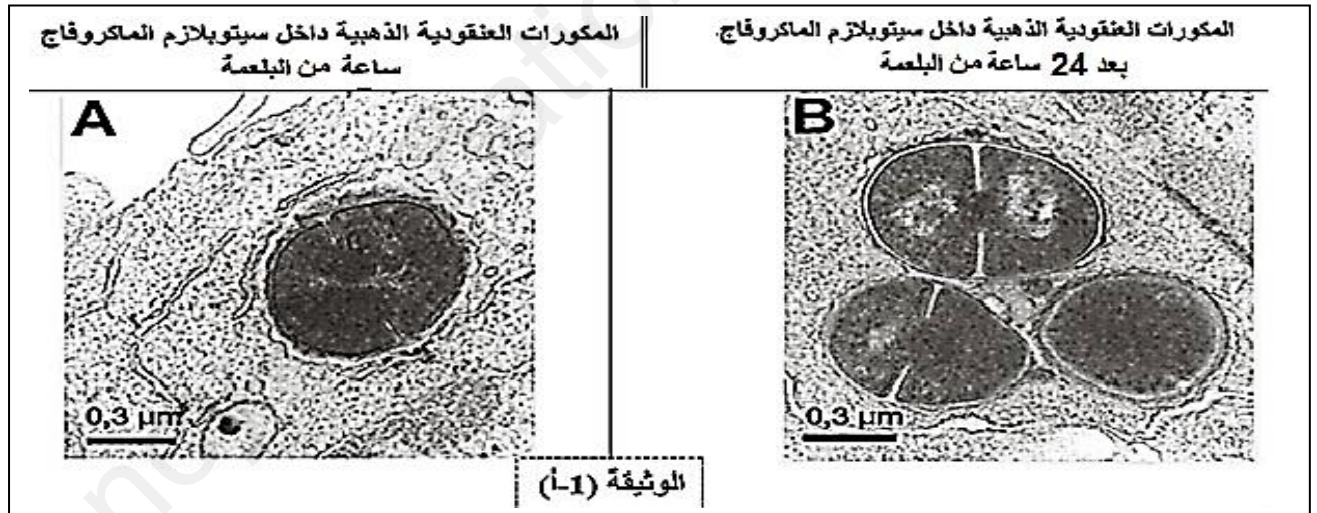 المكورات العنقودية الذهبية داخل سيتوبلازم الماكروفاج
ساعة من البلعمة
المكورات العنقودية الذهبية داخل سيتوبلازم الماكروفاج.
بعد 24 ساعة من البلعمة
A
0,3 µm
B
0,3 µm
الوثيقة (1-أ)